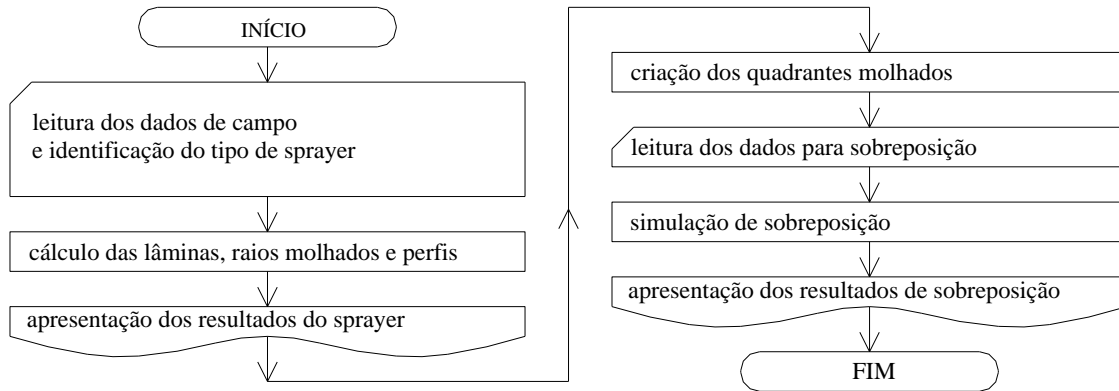 INÍCIO
leitura dos dados de campo
e identificação do tipo de sprayer
cálculo das lâminas, raios molhados e perfis
apresentação dos resultados do sprayer
criação dos quadrantes molhados
leitura dos dados para sobreposição
simulação de sobreposição
apresentação dos resultados de sobreposição
FIM